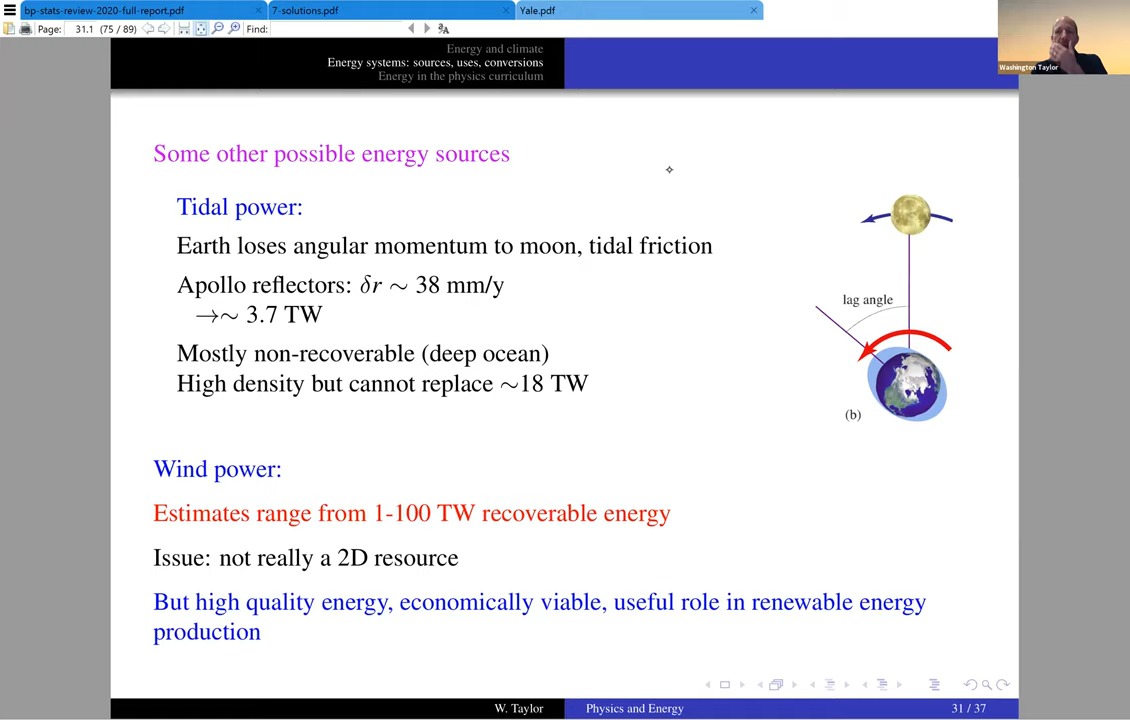 bp-stats-review-2020-full-report.pdf
7-solutions.pdf
Yale.pdf
Page: 31.1 (75 / 89)
Find:
Washington Taylor
Energy and climate
Energy systems: sources, uses, conversions
Energy in the physics curriculum
Some other possible energy sources
Tidal power:
Earth loses angular momentum to moon, tidal friction
Apollo reflectors: δr ∼ 38 mm/y
→∼ 3.7 TW
Mostly non-recoverable (deep ocean)
High density but cannot replace ∼18 TW
lag angle
(b)
Wind power:
Estimates range from 1-100 TW recoverable energy
Issue: not really a 2D resource
But high quality energy, economically viable, useful role in renewable energy
production
W. Taylor
Physics and Energy
31 / 37